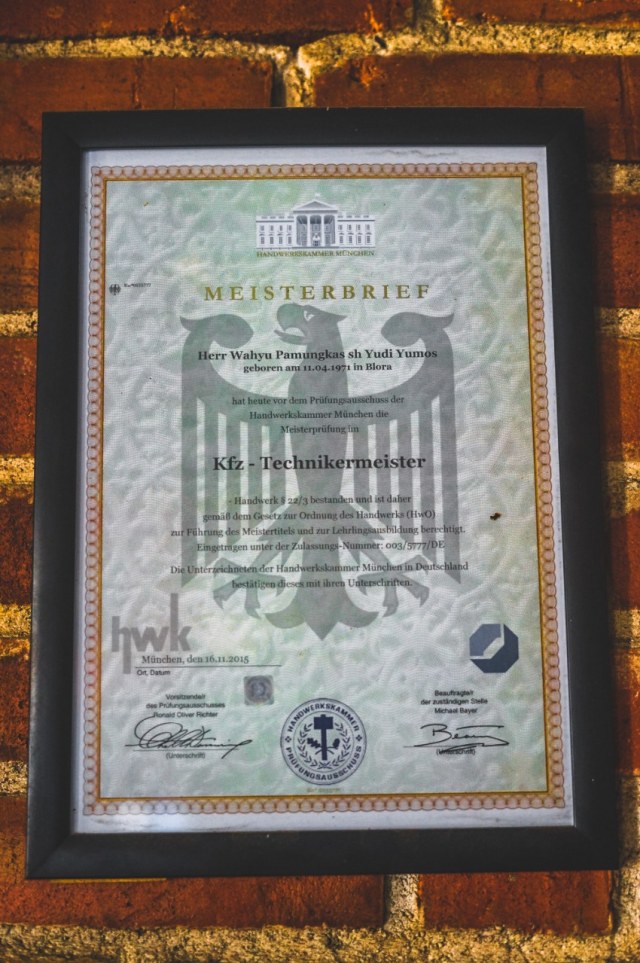 HANDWERKSKAMMER MÜNCHEN
MEISTERBRIEF
Herr Wahyu Pamungkas sh Yudi Yumos
geboren am 11.04.1971 in Blora
hat heute vor dem Prüfungsausschuss der
Handwerkskammer München die
Meisterprüfung im
Kfz - Technikermeister
- Handwerk § 22/3 bestanden und ist daher
gemäß dem Gesetz zur Ordnung des Handwerks (HwO)
zur Führung des Meistertitels und zur Lehrlingsausbildung berechtigt.
Eingetragen unter der Zulassungs-Nummer: 003/5777/DE
Die Unterzeichneten der Handwerkskammer München in Deutschland
bestätigen dieses mit ihren Unterschriften.
hwk
München, den 16.11.2015
Ort, Datum
Vorsitzendeit
des Prüfungsausschusses
Ronald Oliver Richter
(Unterschrift)
HANDWERKSKAMMER
PRÜFUNGSAUSSCHUSS
Beauftragteit
der zuständigen Stelle
Michael Bayer
(Unterschrift)